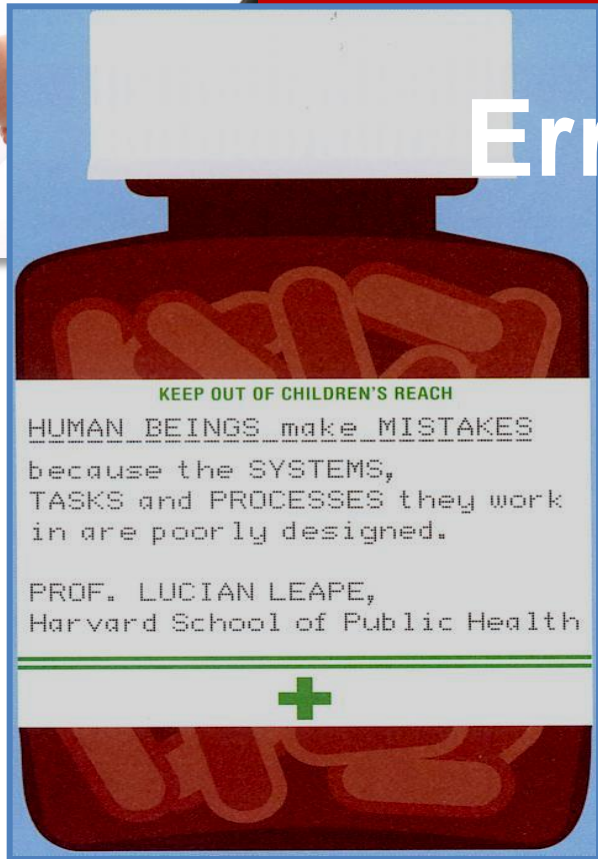 Err
KEEP OUT OF CHILDREN'S REACH
HUMAN BEINGS make MISTAKES
because the SYSTEMS,
TASKS and PROCESSES they work
in are poorly designed.
PROF. LUCIAN LEAPE,
Harvard School of Public Health